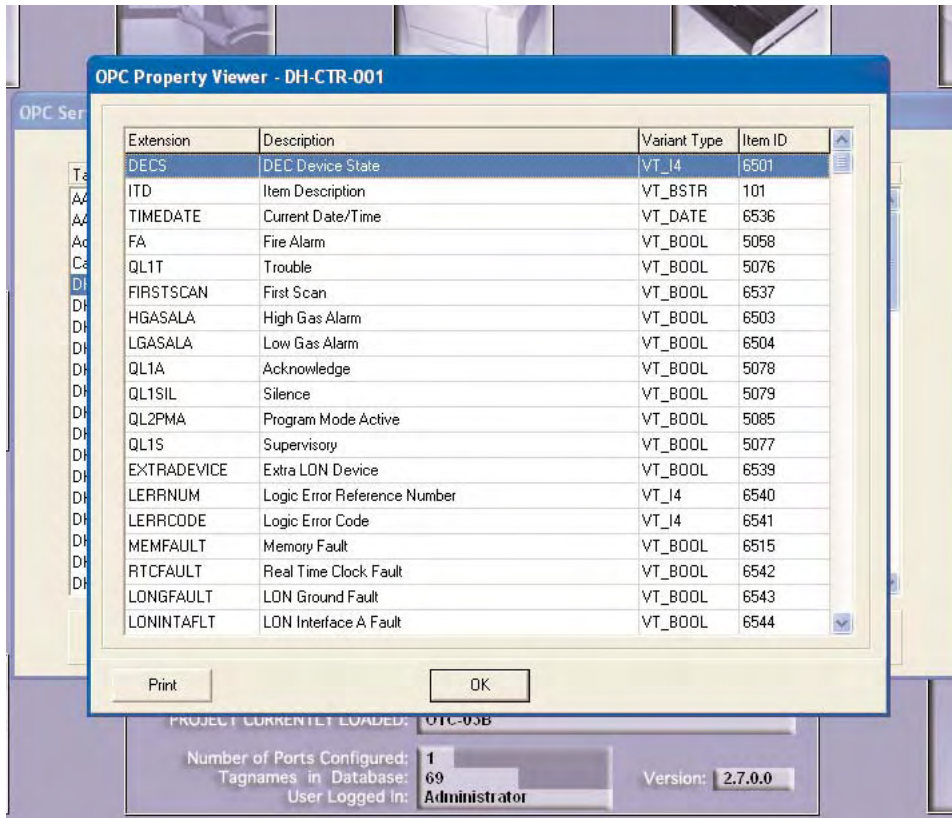 OPC Property Viewer - DH-CTR-001
OPC Ser
Extension Description Variant Type Item ID
DECS DEC Device State VT_I4 6501
ITD Item Description VT_BSTR 101
TIMEDATE Current Date/Time VT_DATE 6536
FA Fire Alarm VT_BOOL 5058
QL1T Trouble VT_BOOL 5076
FIRSTSCAN First Scan VT_BOOL 6537
HGASALA High Gas Alarm VT_BOOL 6503
LGASALA Low Gas Alarm VT_BOOL 6504
QL1A Acknowledge VT_BOOL 5078
QL1SIL Silence VT_BOOL 5079
QL2PMA Program Mode Active VT_BOOL 5085
QL1S Supervisory VT_BOOL 5077
EXTRADEVICE Extra LON Device VT_BOOL 6539
LERRNUM Logic Error Reference Number VT_I4 6540
LERRCODE Logic Error Code VT_I4 6541
MEMFAULT Memory Fault VT_BOOL 6515
RTCFAULT Real Time Clock Fault VT_BOOL 6542
LONGFAULT LON Ground Fault VT_BOOL 6543
LONINTAFLT LON Interface A Fault VT_BOOL 6544
Print OK
PROJECT CURRENTLY LOADED: OTC-03B
Number of Ports Configured: 1
Tagnames in Database: 69 Version: 2.7.0.0
User Logged In: Administrator